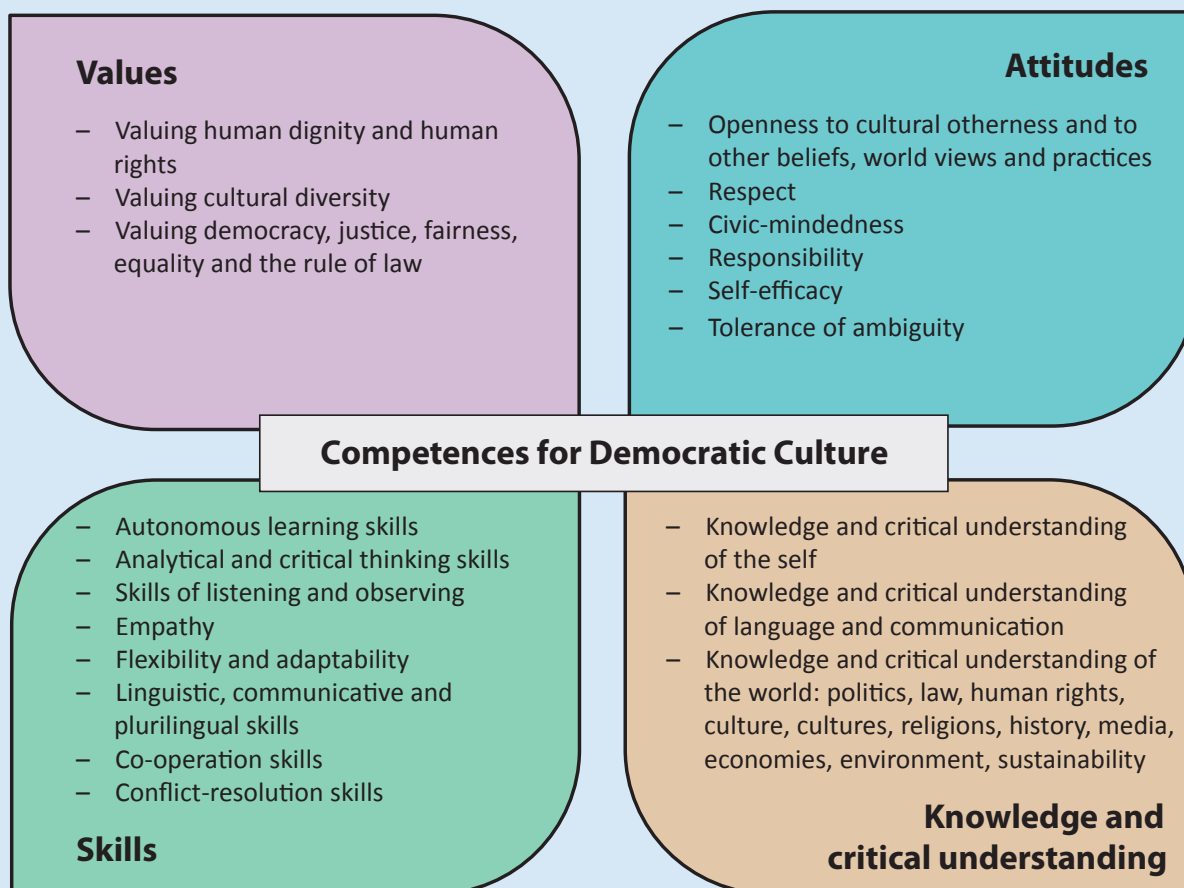 Values
– Valuing human dignity and human
rights
– Valuing cultural diversity
– Valuing democracy, justice, fairness,
equality and the rule of law
Attitudes
– Openness to cultural otherness and to
other beliefs, world views and practices
– Respect
– Civic-mindedness
– Responsibility
– Self-efficacy
– Tolerance of ambiguity
Competences for Democratic Culture
– Autonomous learning skills
– Analytical and critical thinking skills
– Skills of listening and observing
– Empathy
– Flexibility and adaptability
– Linguistic, communicative and
plurilingual skills
– Co-operation skills
– Conflict-resolution skills
Skills
– Knowledge and critical understanding
of the self
– Knowledge and critical understanding
of language and communication
– Knowledge and critical understanding of
the world: politics, law, human rights,
culture, cultures, religions, history, media,
economies, environment, sustainability
Knowledge and
critical understanding